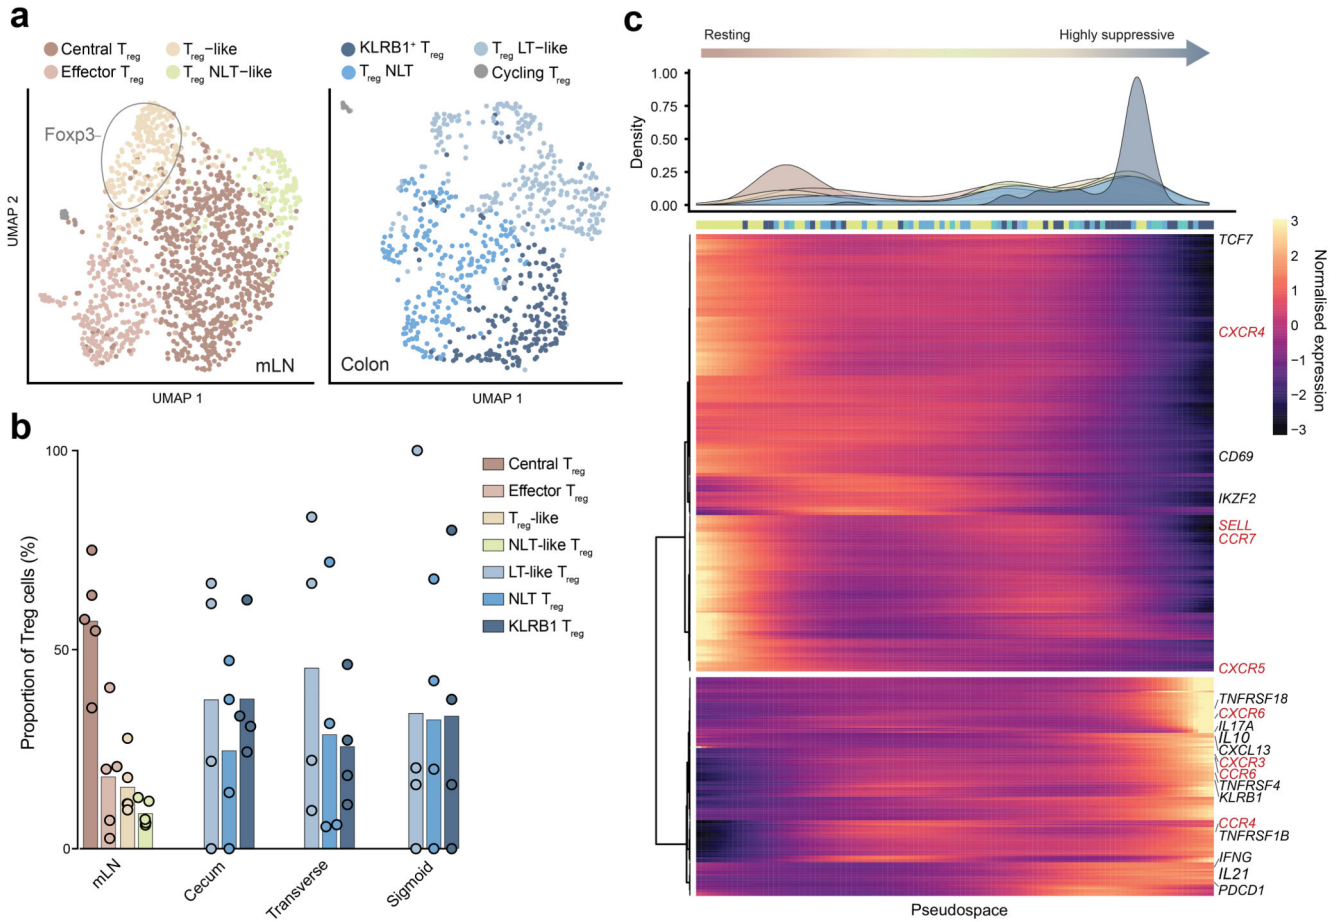 a
Central Treg
Treg-like
Effector Treg
Treg NLT-like
KLRB1+ Treg
Treg LT-like
Treg NLT
Cycling Treg
Foxp3
UMAP 2
mLN
Colon
UMAP 1
UMAP 1
b
100
50
0
Proportion of Treg cells (%)
mLN
Cecum
Transverse
Sigmoid
Central Treg
Effector Treg
Treg-like
NLT-like Treg
LT-like Treg
NLT Treg
KLRB1 Treg
c
Resting
Highly suppressive
1.00
0.75
0.50
0.25
0.00
Density
TCF7
CXCR4
CD69
IKZF2
SELL
CCR7
CXCR5
TNFRSF18
CXCR6
IL17A
IL10
CXCL13
CXCR3
CCR6
TNFRSF4
KLRB1
CCR4
TNFRSF1B
IFNG
IL21
PDCD1
Pseudospace
3
2
1
0
−1
−2
−3
Normalised expression